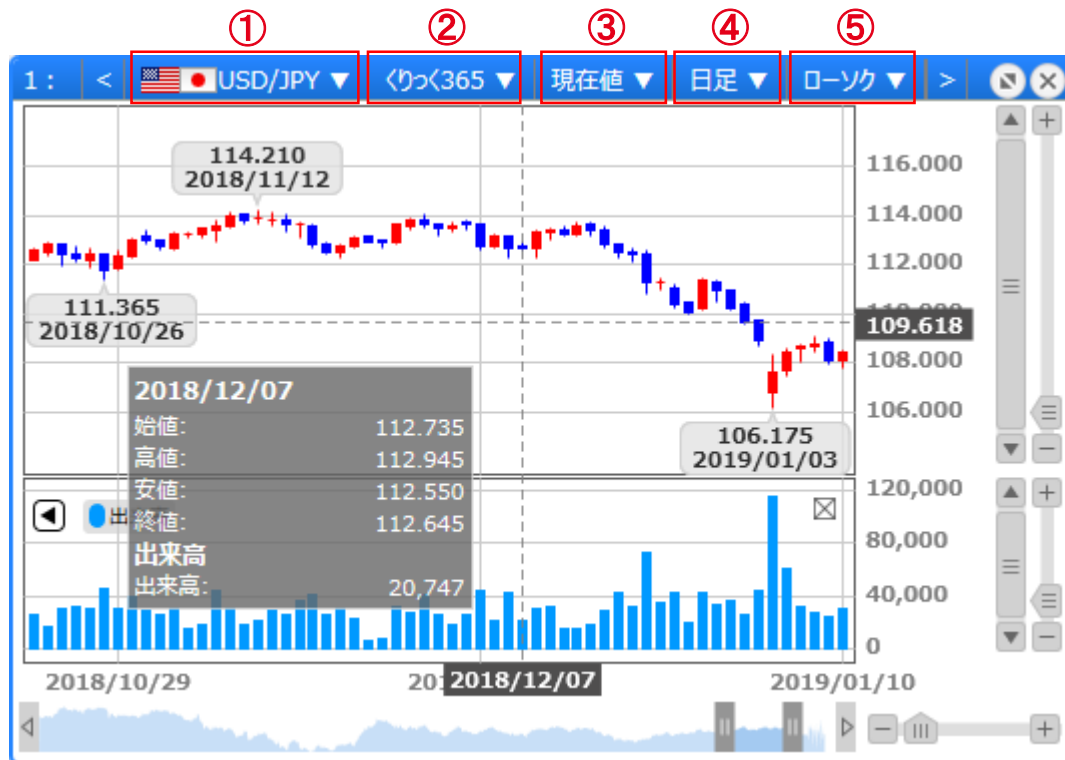 ① ② ③ ④ ⑤
1 : < USD/JPY ▼ くりっく365 ▼ 現在値 ▼ 日足 ▼ ローソク ▼ >
114.210
2018/11/12
111.365
2018/10/26
106.175
2019/01/03
116.000
114.000
112.000
109.618
108.000
106.000
2018/12/07
始値: 112.735
高値: 112.945
安値: 112.550
終値: 112.645
出来高
出来高: 20,747
出
120,000
80,000
40,000
0
2018/10/29 2018/12/07 2019/01/10